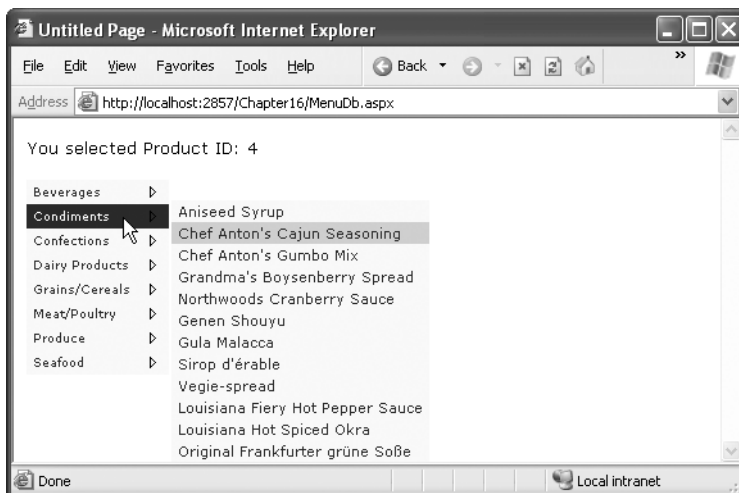 Untitled Page - Microsoft Internet Explorer
File Edit View Favorites Tools Help Back »
Address http://localhost:2857/Chapter16/MenuDb.aspx
You selected Product ID: 4
Beverages
Condiments
Confections
Dairy Products
Grains/Cereals
Meat/Poultry
Produce
Seafood
Aniseed Syrup
Chef Anton's Cajun Seasoning
Chef Anton's Gumbo Mix
Grandma's Boysenberry Spread
Northwoods Cranberry Sauce
Genen Shouyu
Gula Malacca
Sirop d'érable
Vegie-spread
Louisiana Fiery Hot Pepper Sauce
Louisiana Hot Spiced Okra
Original Frankfurter grüne Soße
Done Local intranet